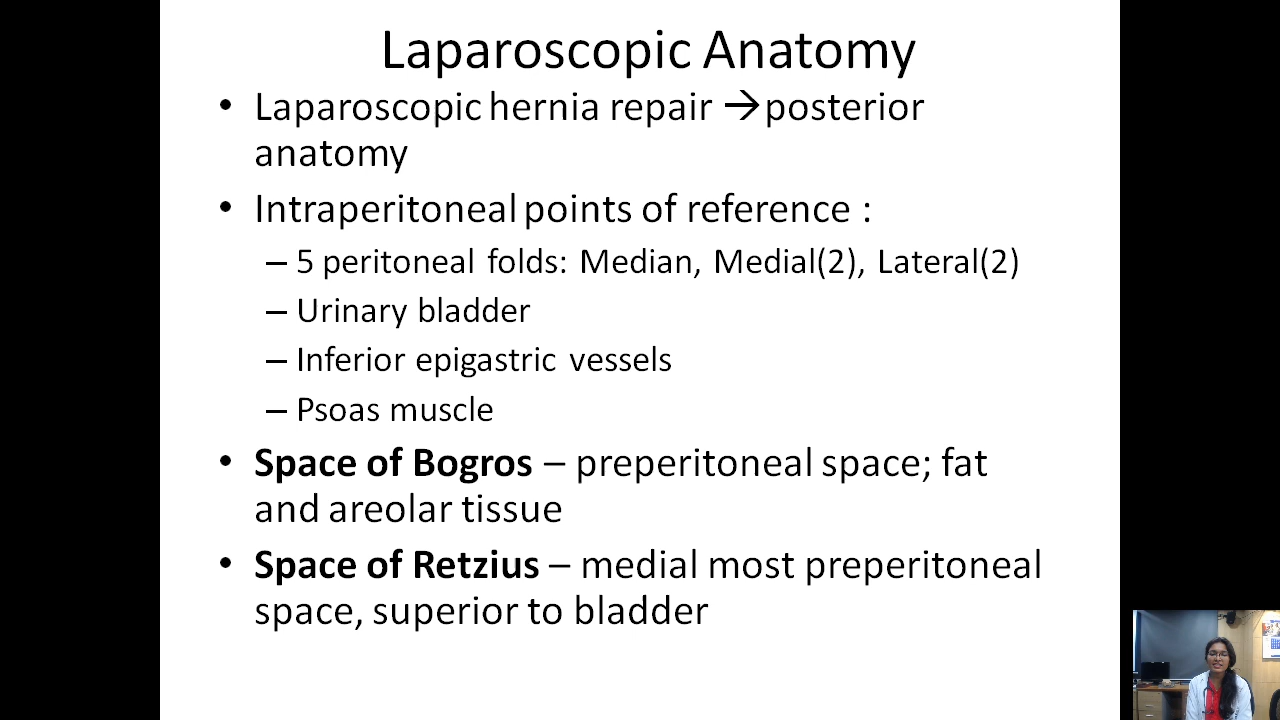 Laparoscopic Anatomy
• Laparoscopic hernia repair →posterior
anatomy
• Intraperitoneal points of reference :
– 5 peritoneal folds: Median, Medial(2), Lateral(2)
– Urinary bladder
– Inferior epigastric vessels
– Psoas muscle
• Space of Bogros – preperitoneal space; fat
and areolar tissue
• Space of Retzius – medial most preperitoneal
space, superior to bladder